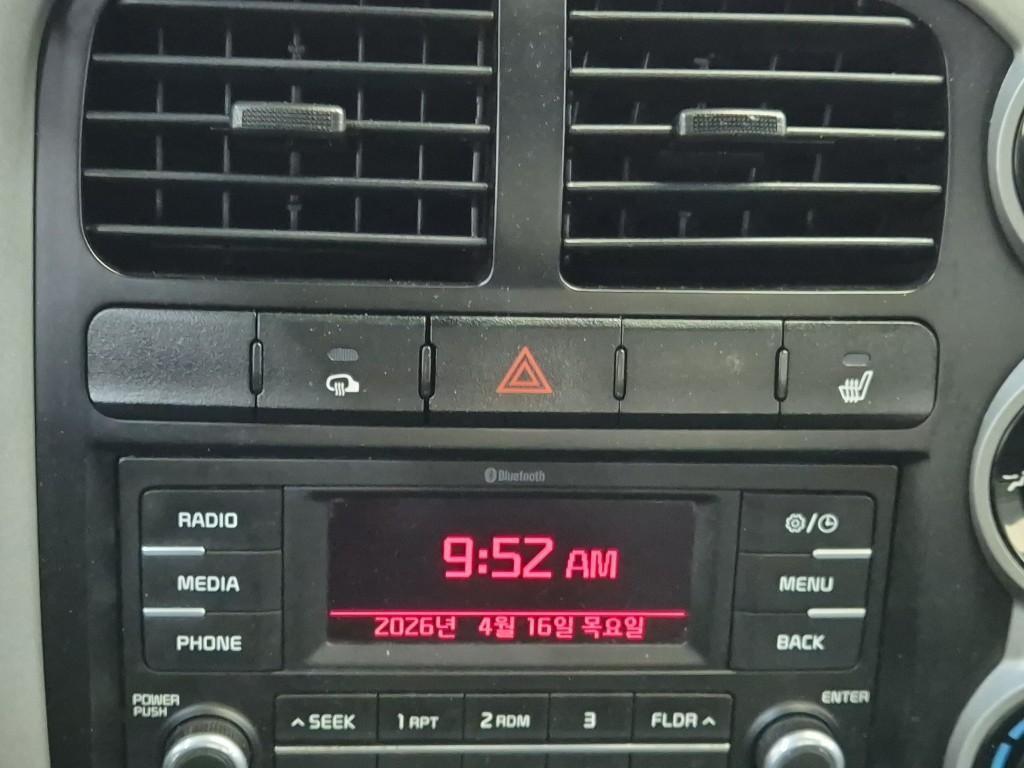 Bluetooth
RADIO
9:52 AM
MEDIA
MENU
2026년 4월 16일 목요일
PHONE
BACK
POWER
PUSH
ENTER
SEEK
1 RPT
2 RDM
3
FLDR